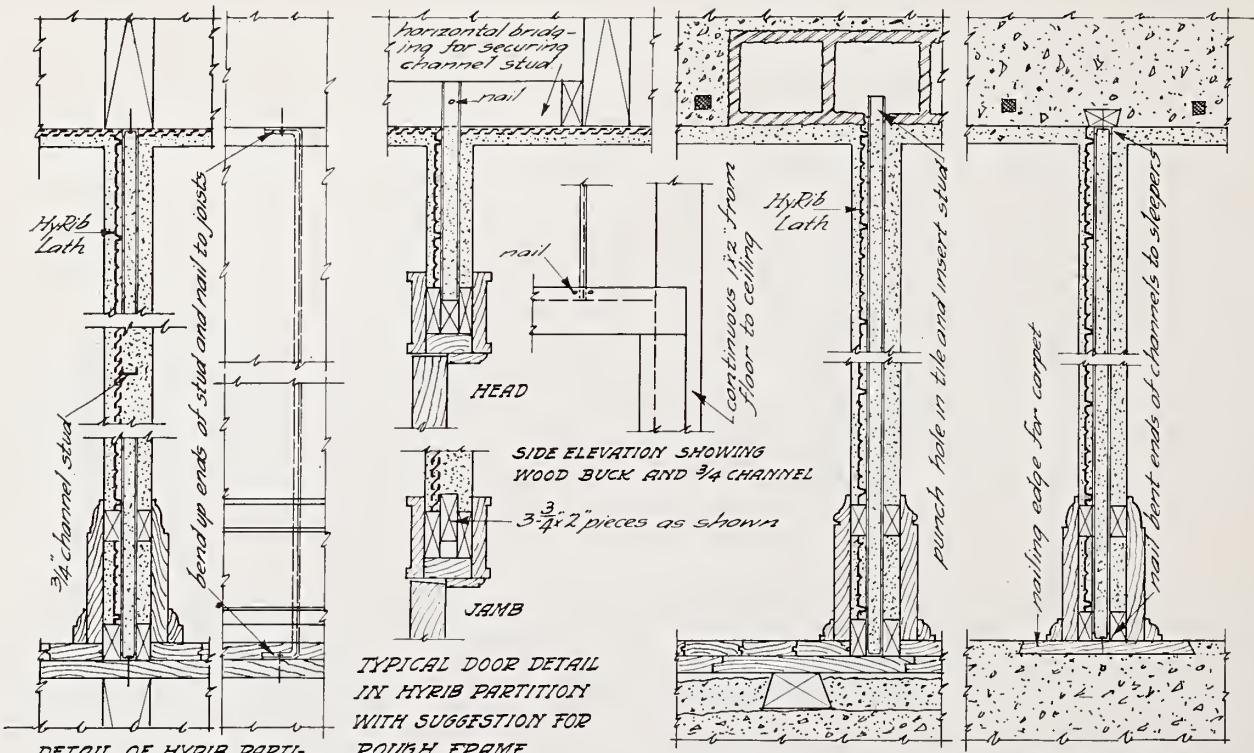 HyRib
Lath
3/4" channel stud
bend up ends of stud and nail to joists
DETAIL OF HYRIB PARTI-
horizontal bridg-
ing for securing
channel stud
nail
HEAD
nail
continuous 1"x2" from
floor to ceiling
SIDE ELEVATION SHOWING
WOOD BUCK AND 3/4 CHANNEL
3-3/4"x2" pieces as shown
JAMB
TYPICAL DOOR DETAIL
IN HYRIB PARTITION
WITH SUGGESTION FOR
ROUGH FRAME
HyRib
Lath
punch hole in tile and insert stud
nailing edge for carpet
nail bent ends of channels to sleepers